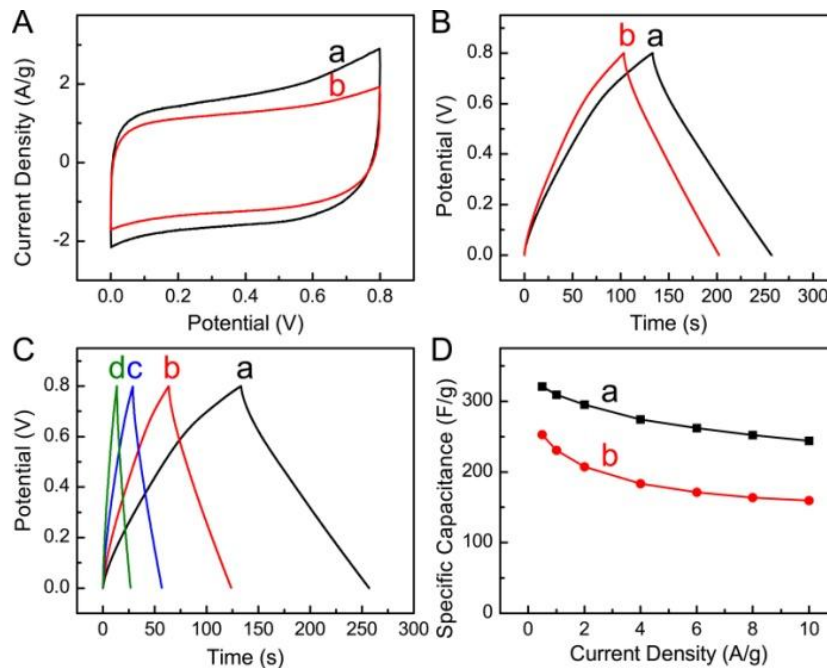 A
a
b
2
0
-2
Current Density (A/g)
0.0 0.2 0.4 0.6 0.8
Potential (V)
B
b a
0.8
0.6
0.4
0.2
0.0
Potential (V)
0 50 100 150 200 250 300
Time (s)
C
d c b a
0.8
0.6
0.4
0.2
0.0
Potential (V)
0 50 100 150 200 250 300
Time (s)
D
a
b
300
200
100
0
Specific Capacitance (F/g)
0 2 4 6 8 10
Current Density (A/g)